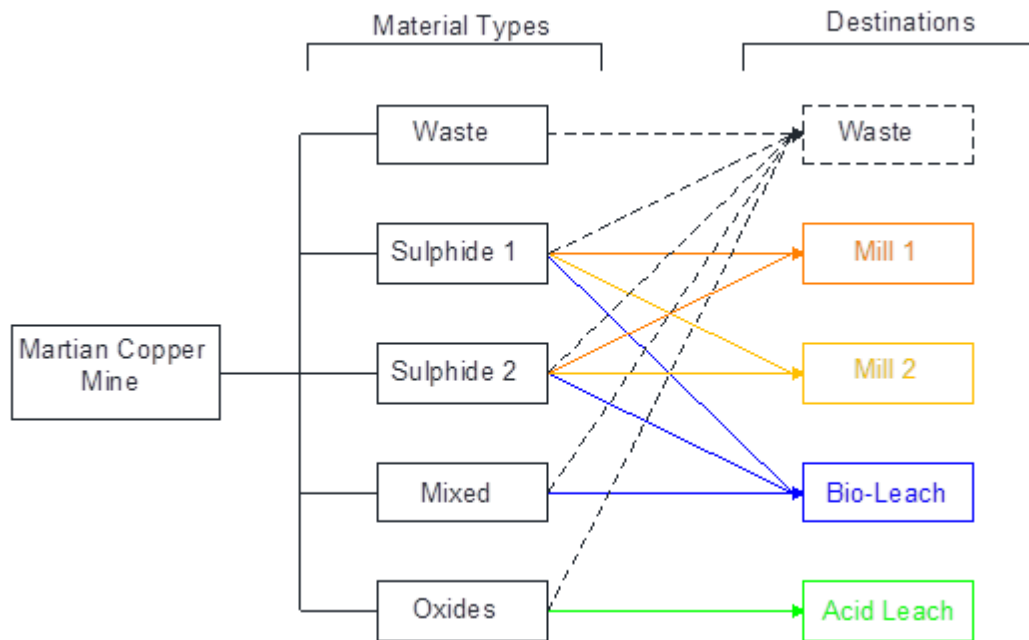 Material Types
Destinations
Waste
Waste
Sulphide 1
Mill 1
Martian Copper
Mine
Sulphide 2
Mill 2
Mixed
Bio-Leach
Oxides
Acid Leach